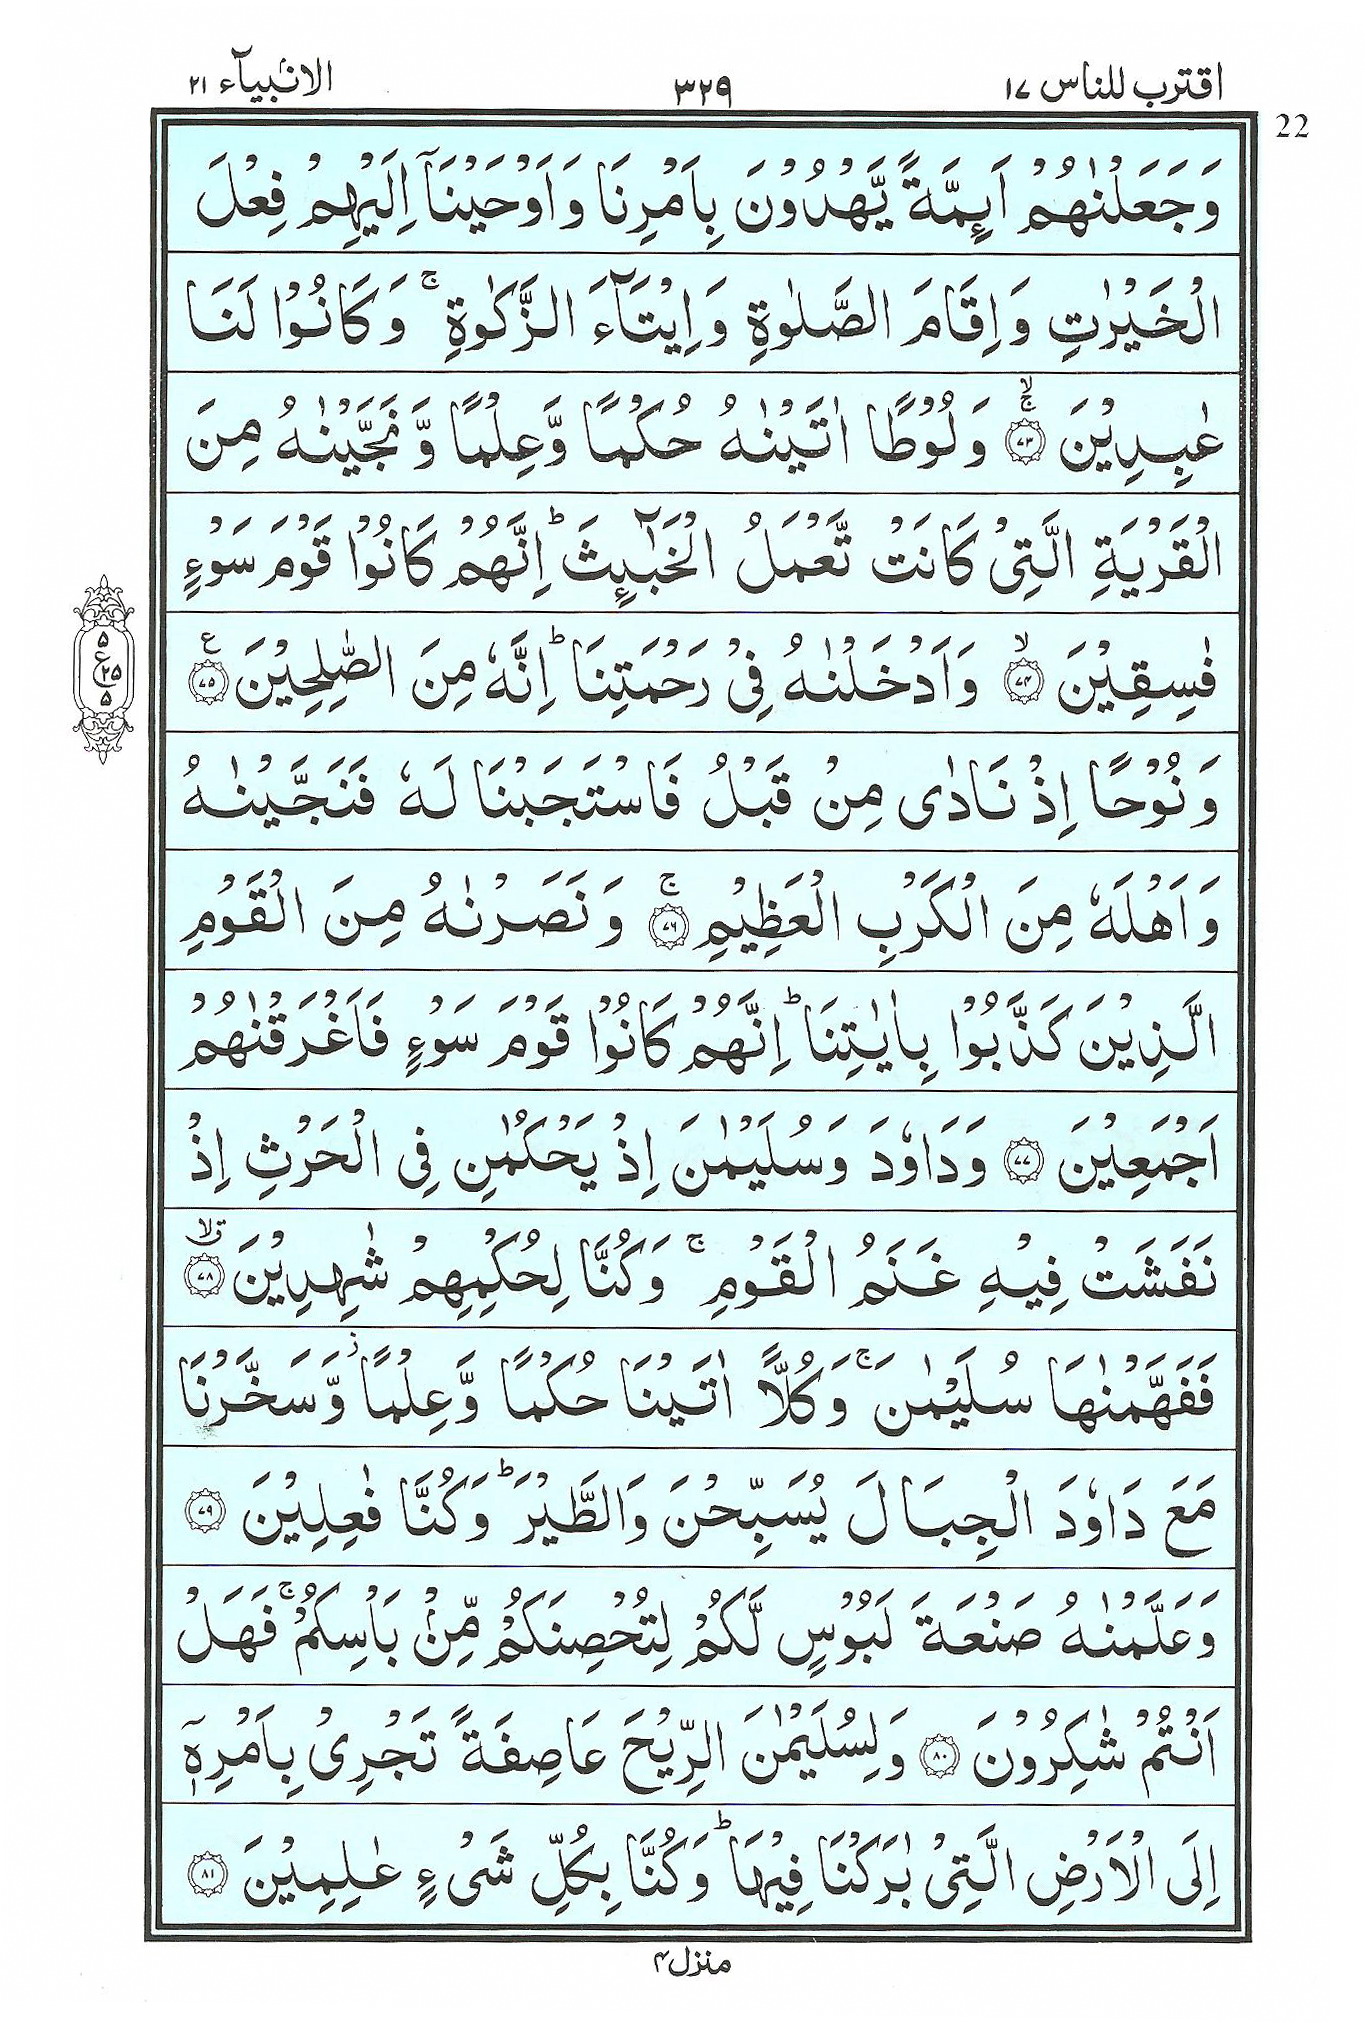 اقترب للناس ١٧
٣٢٩
الانبیآء ٢١
22
وَجَعَلْنٰهُمْ اَىِٕمَّةً یَّهْدُوْنَ بِاَمْرِنَا وَاَوْحَیْنَاۤ اِلَیْهِمْ فِعْلَ
الْخَیْرٰتِ وَاِقَامَ الصَّلٰوةِ وَاِیْتَآءَ الزَّكٰوةِ ۚ وَكَانُوْا لَنَا
عٰبِدِیْنَ ۙۚ ﴿٧٣﴾ وَلُوْطًا اٰتَیْنٰهُ حُكْمًا وَّعِلْمًا وَّنَجَّیْنٰهُ مِنَ
الْقَرْیَةِ الَّتِیْ كَانَتْ تَّعْمَلُ الْخَبٰٓىِٕثَ ؕ اِنَّهُمْ كَانُوْا قَوْمَ سَوْءٍ
فٰسِقِیْنَ ۙ ﴿٧٤﴾ وَاَدْخَلْنٰهُ فِیْ رَحْمَتِنَا ؕ اِنَّهٗ مِنَ الصّٰلِحِیْنَ ﴿٧٥﴾ ع
٥
ع ٢٥
٥
وَنُوْحًا اِذْ نَادٰی مِنْ قَبْلُ فَاسْتَجَبْنَا لَهٗ فَنَجَّیْنٰهُ
وَاَهْلَهٗ مِنَ الْكَرْبِ الْعَظِیْمِ ۚ ﴿٧٦﴾ وَنَصَرْنٰهُ مِنَ الْقَوْمِ
الَّذِیْنَ كَذَّبُوْا بِاٰیٰتِنَا ؕ اِنَّهُمْ كَانُوْا قَوْمَ سَوْءٍ فَاَغْرَقْنٰهُمْ
اَجْمَعِیْنَ ﴿٧٧﴾ وَدَاوٗدَ وَسُلَیْمٰنَ اِذْ یَحْكُمٰنِ فِی الْحَرْثِ اِذْ
نَفَشَتْ فِیْهِ غَنَمُ الْقَوْمِ ۚ وَكُنَّا لِحُكْمِهِمْ شٰهِدِیْنَ ﴿٧٨﴾ ق لا
فَفَهَّمْنٰهَا سُلَیْمٰنَ ۚ وَكُلًّا اٰتَیْنَا حُكْمًا وَّعِلْمًا ؗ وَّسَخَّرْنَا
مَعَ دَاوٗدَ الْجِبَالَ یُسَبِّحْنَ وَالطَّیْرَ ؕ وَكُنَّا فٰعِلِیْنَ ﴿٧٩﴾
وَعَلَّمْنٰهُ صَنْعَةَ لَبُوْسٍ لَّكُمْ لِتُحْصِنَكُمْ مِّنْۢ بَاْسِكُمْ ۚ فَهَلْ
اَنْتُمْ شٰكِرُوْنَ ﴿٨٠﴾ وَلِسُلَیْمٰنَ الرِّیْحَ عَاصِفَةً تَجْرِیْ بِاَمْرِهٖۤ
اِلَی الْاَرْضِ الَّتِیْ بٰرَكْنَا فِیْهَا ؕ وَكُنَّا بِكُلِّ شَیْءٍ عٰلِمِیْنَ ﴿٨١﴾
منزل ٤